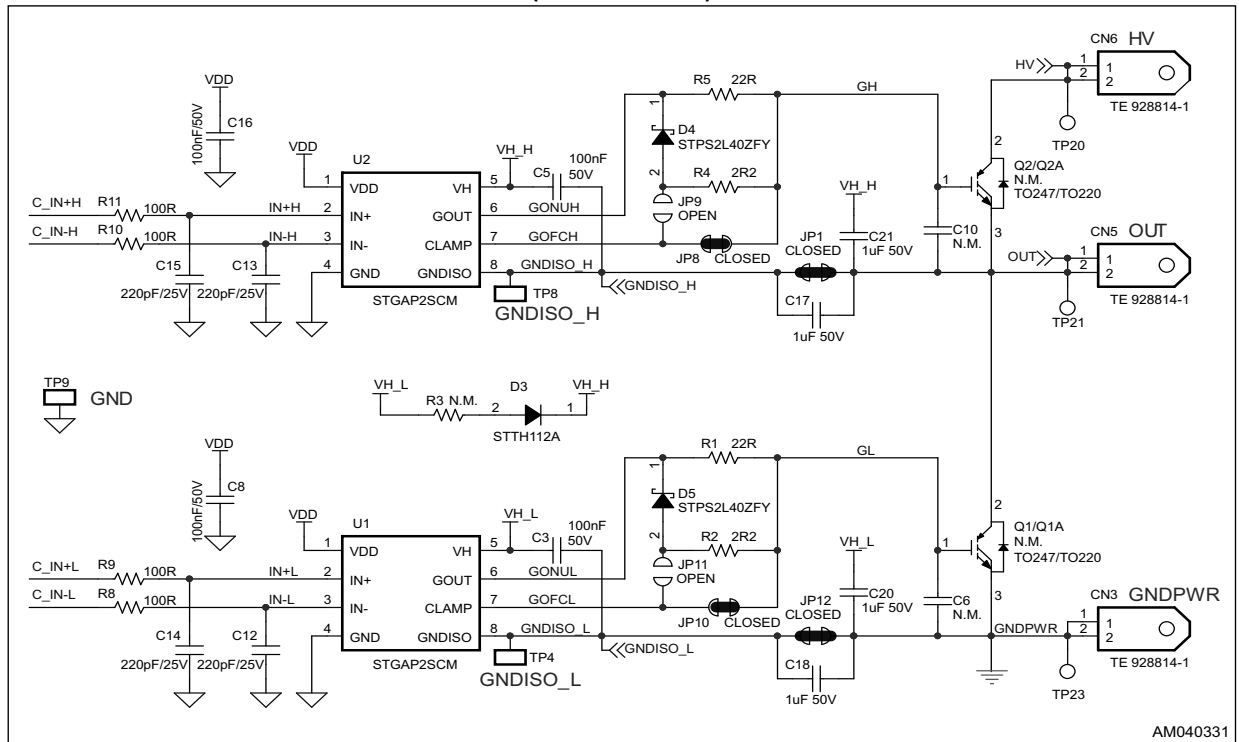 CN6 HV
HV 1 1
2 2
TE 928814-1
TP20
VDD
100nF/50V C16
VDD
U2
1 VDD
C_IN+H R11 100R IN+H 2 IN+
C_IN-H R10 100R IN-H 3 IN-
4 GND
C15 C13
220pF/25V 220pF/25V
VH 5
GOUT 6 GONUH
CLAMP 7 GOFCH
GNDISO 8 GNDISO_H
STGAP2SCM
TP8
GNDISO_H
VH_H
C5 100nF
50V
R5 22R GH
1 D4
STPS2L40ZFY
2 R4 2R2
JP9
OPEN
JP8 CLOSED
GNDISO_H
JP1
CLOSED
C17
1uF 50V
VH_H
C21
1uF 50V
C10
N.M.
2
1 Q2/Q2A
N.M.
TO247/TO220
3
CN5 OUT
OUT 1 1
2 2
TE 928814-1
TP21
TP9 GND
VH_L D3 VH_H
R3 N.M. 2 1
STTH112A
VDD
100nF/50V C8
VDD
U1
1 VDD
C_IN+L R9 100R IN+L 2 IN+
C_IN-L R8 100R IN-L 3 IN-
4 GND
C14 C12
220pF/25V 220pF/25V
VH 5
GOUT 6 GONUL
CLAMP 7 GOFCL
GNDISO 8 GNDISO_L
STGAP2SCM
TP4
GNDISO_L
VH_L
C3 100nF
50V
R1 22R GL
1 D5
STPS2L40ZFY
2 R2 2R2
JP11
OPEN
JP10 CLOSED
GNDISO_L
JP12
CLOSED
C18
1uF 50V
VH_L
C20
1uF 50V
C6
N.M.
2
1 Q1/Q1A
N.M.
TO247/TO220
3
CN3 GNDPWR
GNDPWR 1 1
2 2
TE 928814-1
TP23
AM040331